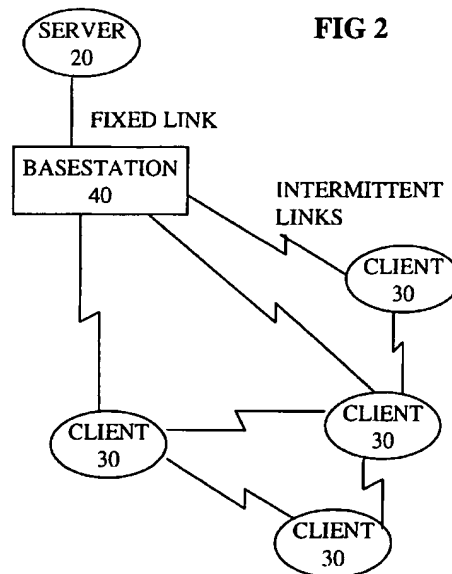 FIG 2
SERVER
20
FIXED LINK
BASESTATION
40
INTERMITTENT
LINKS
CLIENT
30
CLIENT
30
CLIENT
30
CLIENT
30